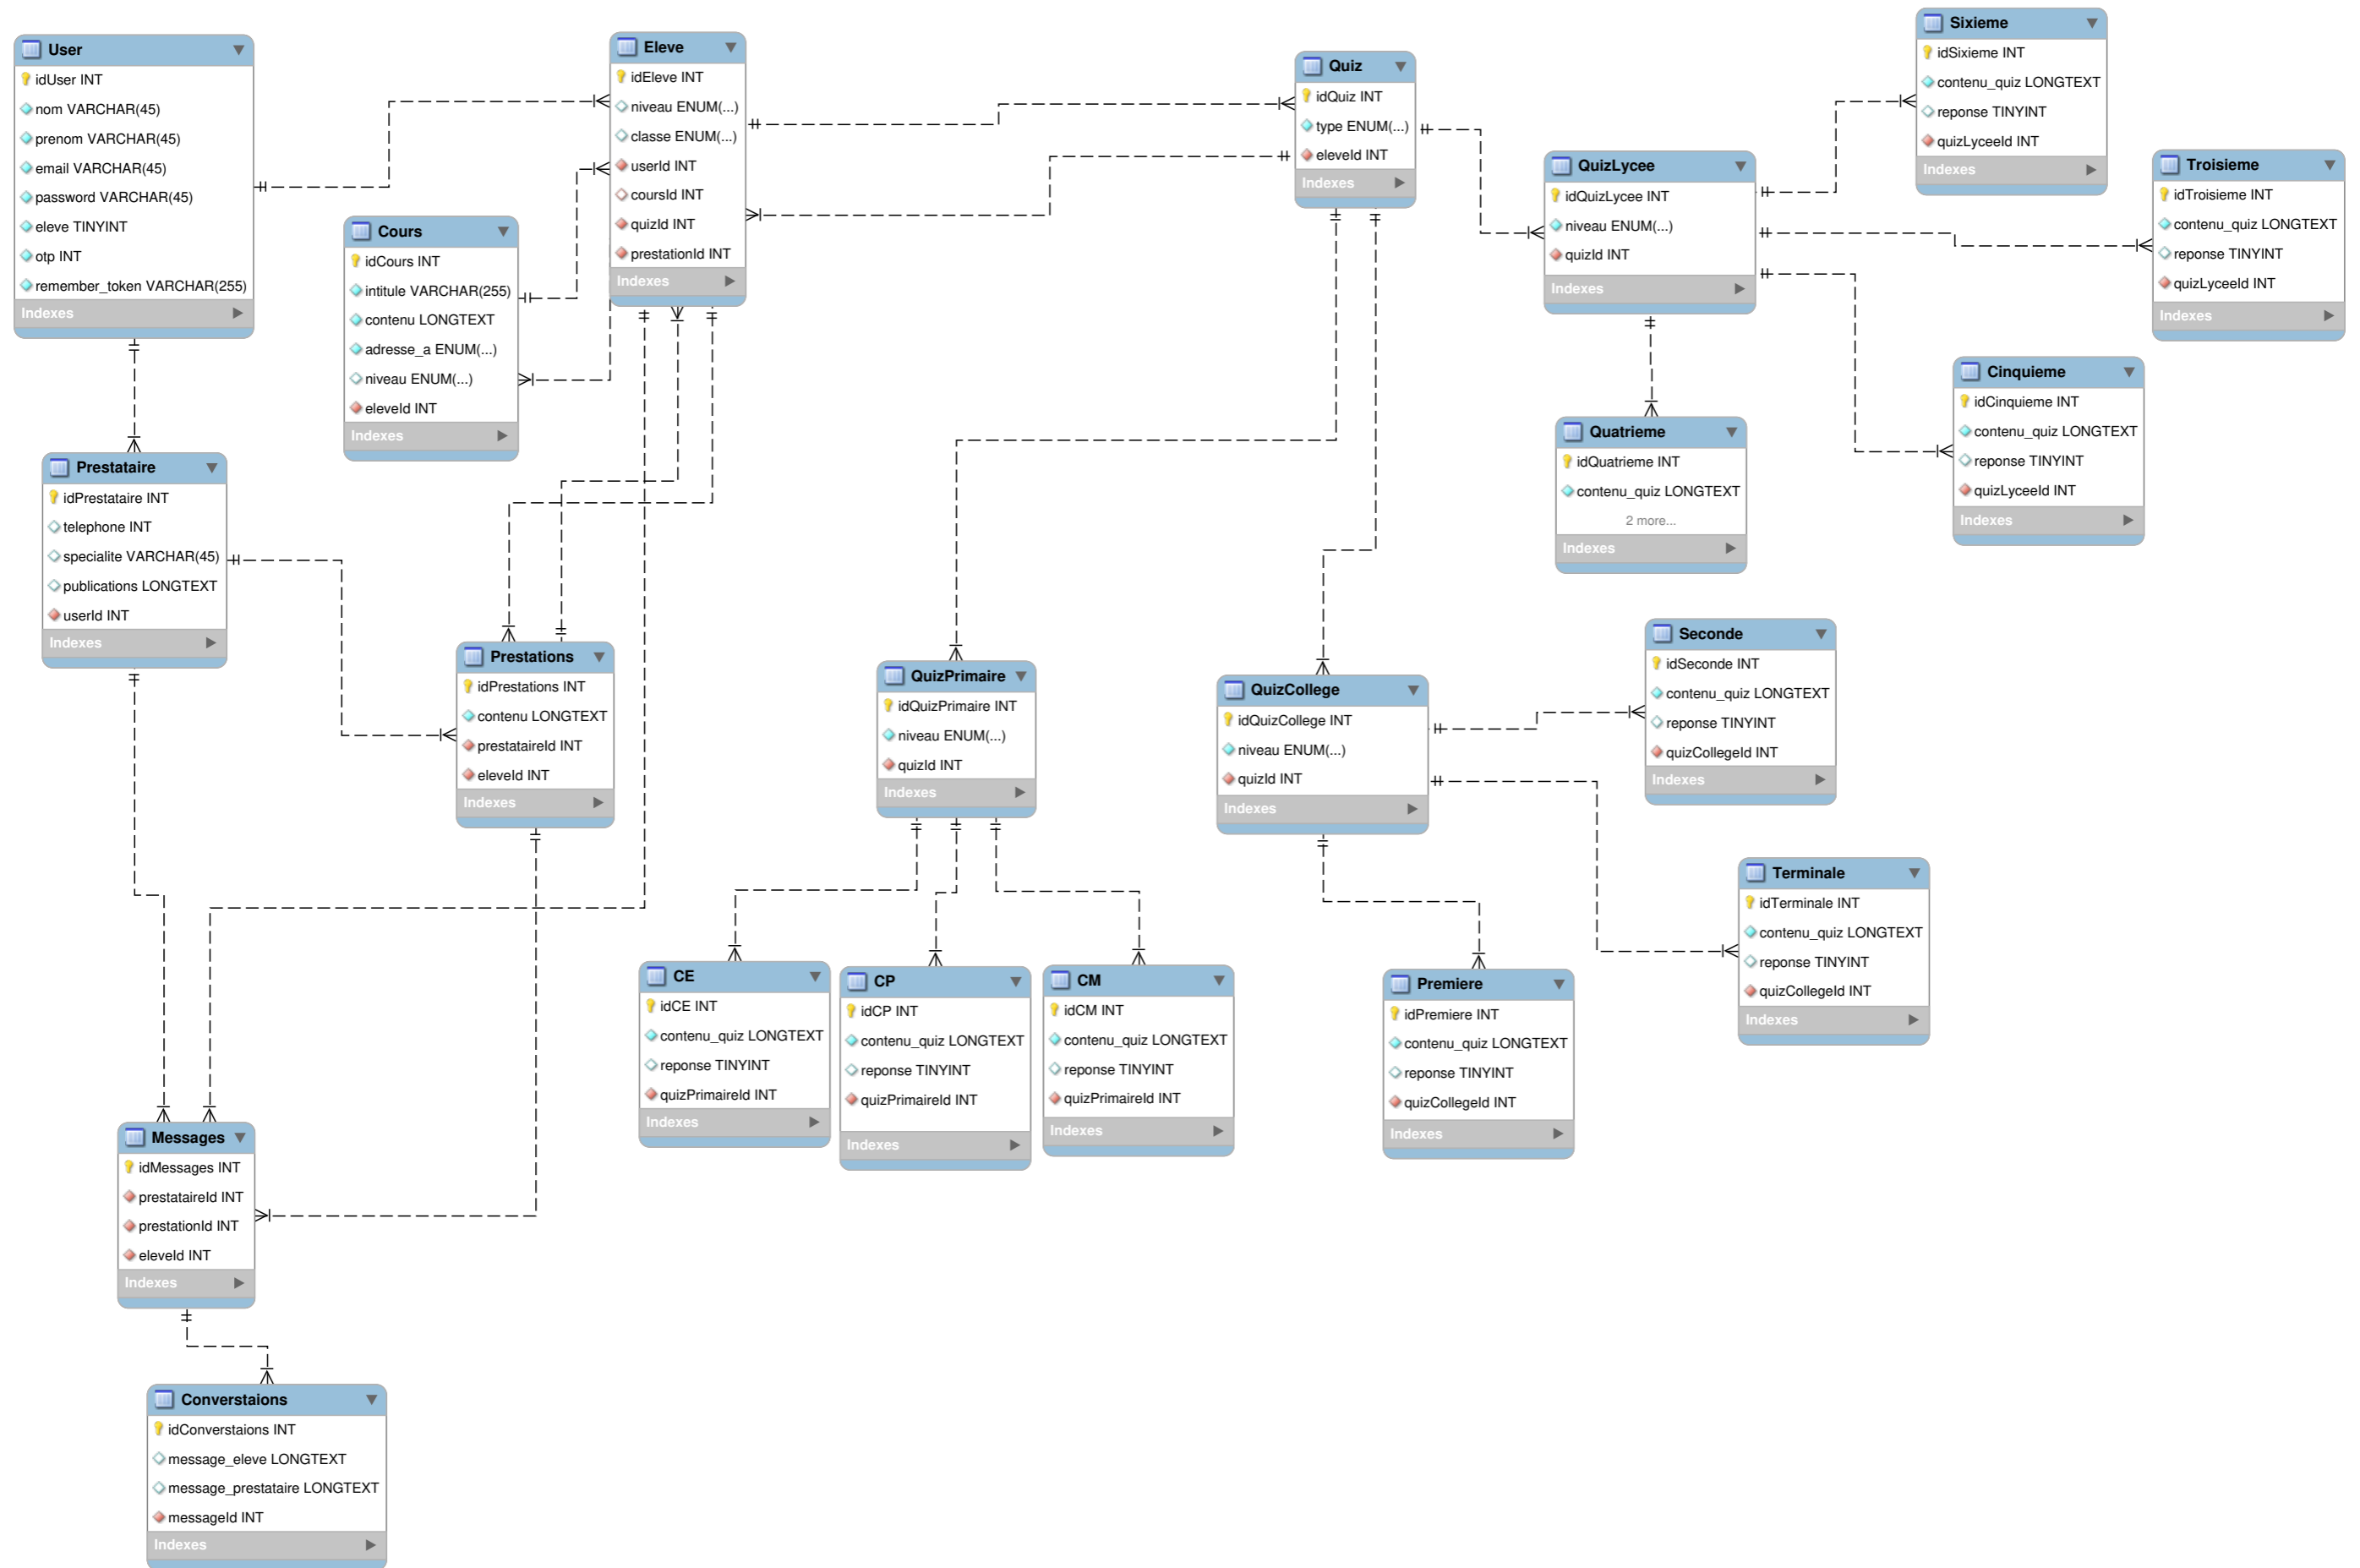 User
idUser INT
nom VARCHAR(45)
prenom VARCHAR(45)
email VARCHAR(45)
password VARCHAR(45)
eleve TINYINT
otp INT
remember_token VARCHAR(255)
Indexes
Eleve
idEleve INT
niveau ENUM(...)
classe ENUM(...)
userId INT
coursId INT
quizId INT
prestationId INT
Indexes
Cours
idCours INT
intitule VARCHAR(255)
contenu LONGTEXT
adresse_a ENUM(...)
niveau ENUM(...)
eleveId INT
Indexes
Quiz
idQuiz INT
type ENUM(...)
eleveId INT
Indexes
QuizLycee
idQuizLycee INT
niveau ENUM(...)
quizId INT
Indexes
Sixieme
idSixieme INT
contenu_quiz LONGTEXT
reponse TINYINT
quizLyceeId INT
Indexes
Troisieme
idTroisieme INT
contenu_quiz LONGTEXT
reponse TINYINT
quizLyceeId INT
Indexes
Cinquieme
idCinquieme INT
contenu_quiz LONGTEXT
reponse TINYINT
quizLyceeId INT
Indexes
Quatrieme
idQuatrieme INT
contenu_quiz LONGTEXT
2 more...
Indexes
Prestataire
idPrestataire INT
telephone INT
specialite VARCHAR(45)
publications LONGTEXT
userId INT
Indexes
Prestations
idPrestations INT
contenu LONGTEXT
prestataireId INT
eleveId INT
Indexes
QuizPrimaire
idQuizPrimaire INT
niveau ENUM(...)
quizId INT
Indexes
QuizCollege
idQuizCollege INT
niveau ENUM(...)
quizId INT
Indexes
Seconde
idSeconde INT
contenu_quiz LONGTEXT
reponse TINYINT
quizCollegeId INT
Indexes
Terminale
idTerminale INT
contenu_quiz LONGTEXT
reponse TINYINT
quizCollegeId INT
Indexes
CE
idCE INT
contenu_quiz LONGTEXT
reponse TINYINT
quizPrimaireId INT
Indexes
CP
idCP INT
contenu_quiz LONGTEXT
reponse TINYINT
quizPrimaireId INT
Indexes
CM
idCM INT
contenu_quiz LONGTEXT
reponse TINYINT
quizPrimaireId INT
Indexes
Premiere
idPremiere INT
contenu_quiz LONGTEXT
reponse TINYINT
quizCollegeId INT
Indexes
Messages
idMessages INT
prestataireId INT
prestationId INT
eleveId INT
Indexes
Converstaions
idConverstaions INT
message_eleve LONGTEXT
message_prestataire LONGTEXT
messageId INT
Indexes